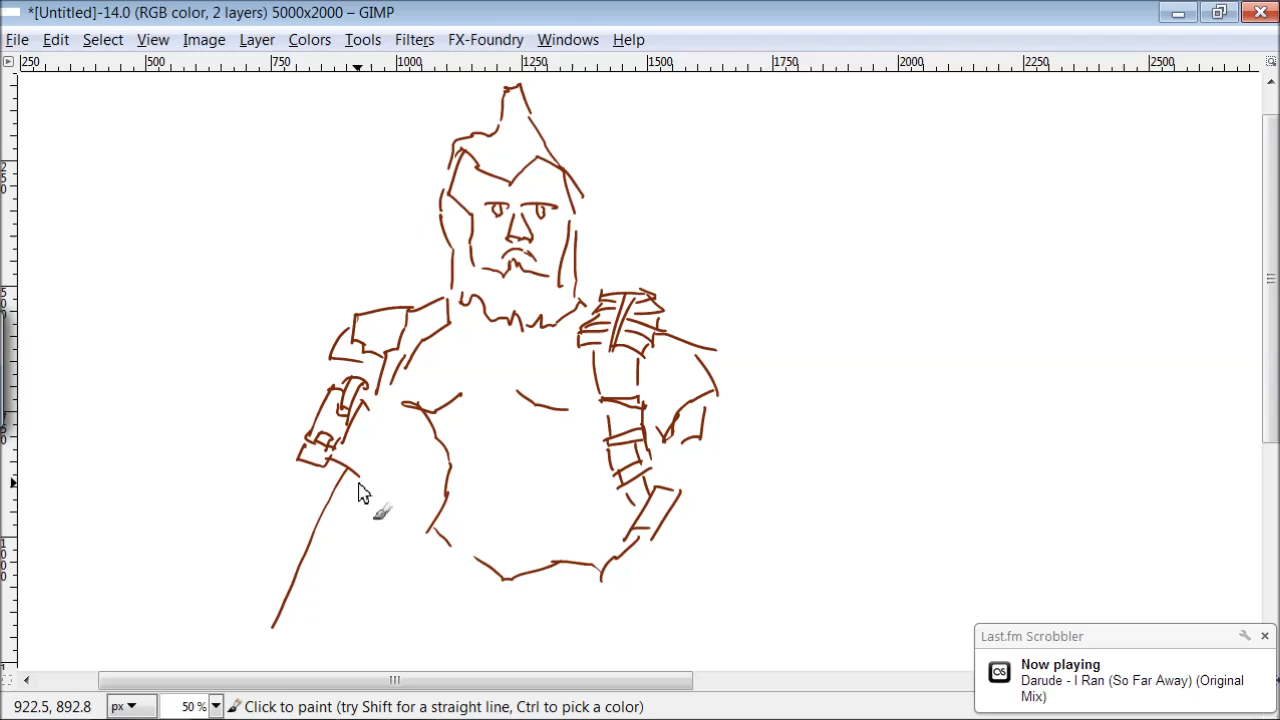 *[Untitled]-14.0 (RGB color, 2 layers) 5000x2000 – GIMP
File Edit Select View Image Layer Colors Tools Filters FX-Foundry Windows Help
250 500 750 1000 1250 1500 1750 2000 2250 2500
Last.fm Scrobbler
Now playing
Darude - I Ran (So Far Away) (Original
Mix)
922.5, 892.8 px 50 % Click to paint (try Shift for a straight line, Ctrl to pick a color)